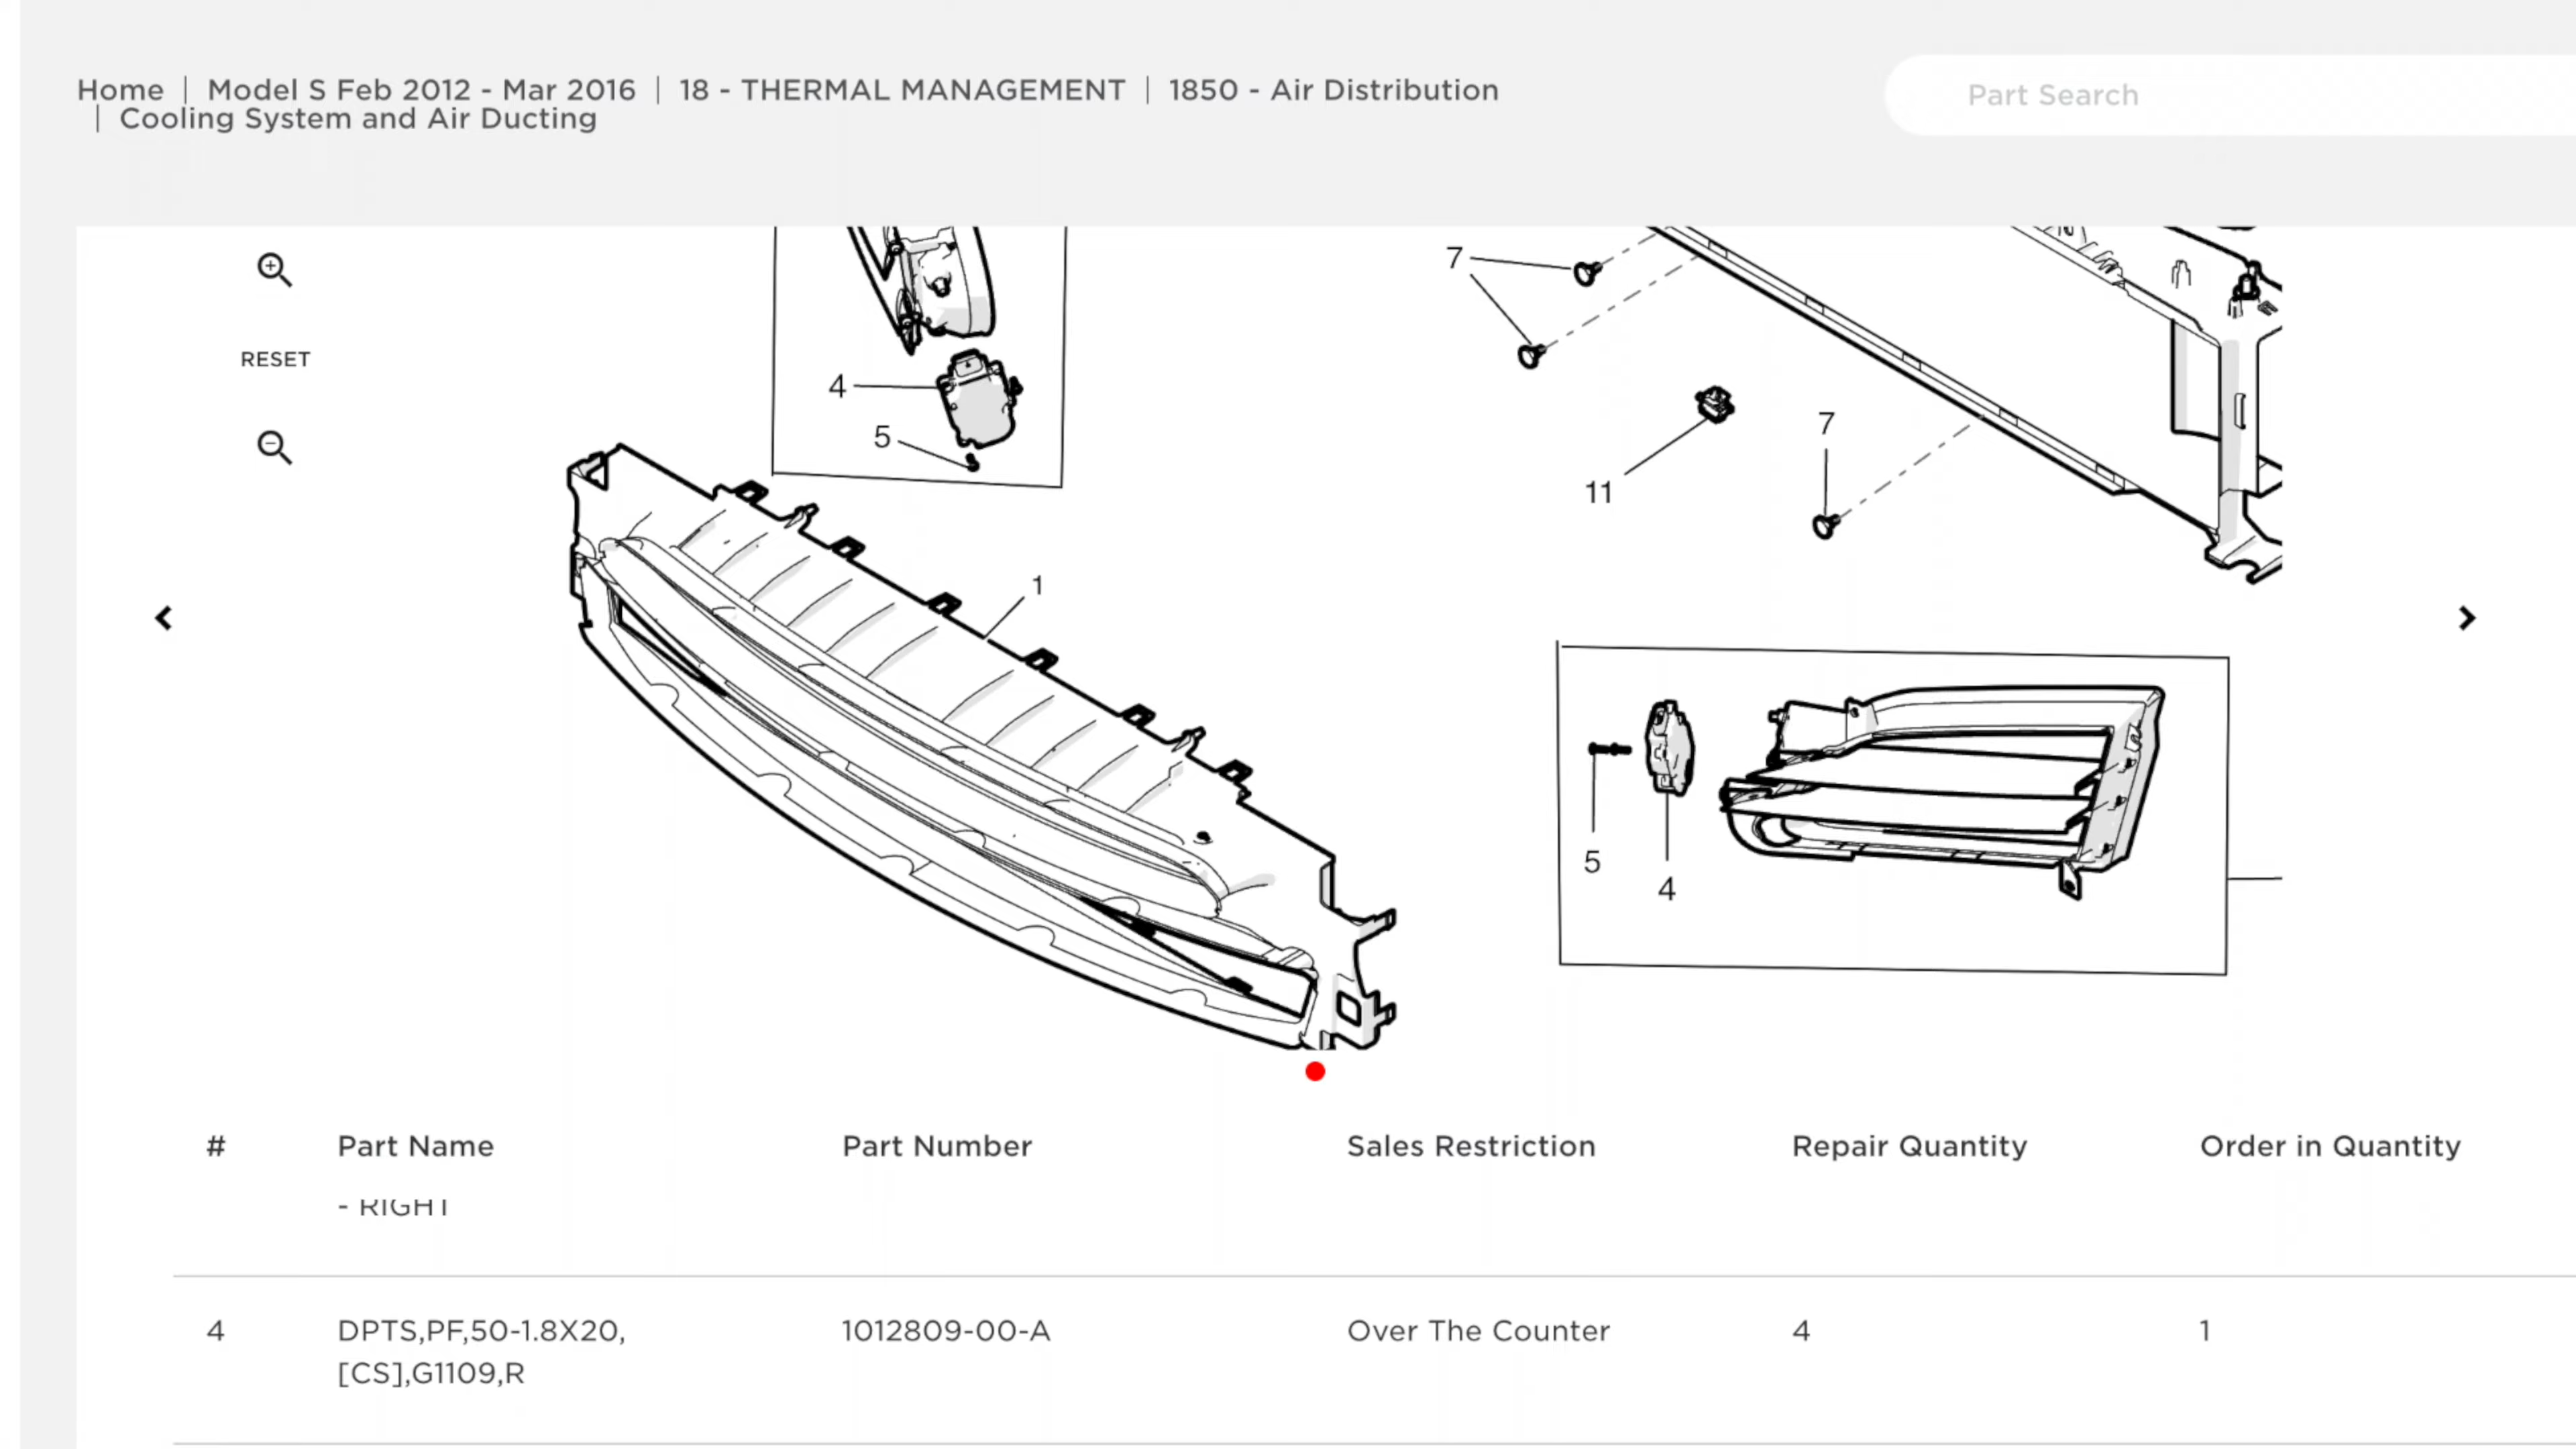 Home | Model S Feb 2012 - Mar 2016 | 18 - THERMAL MANAGEMENT | 1850 - Air Distribution
| Cooling System and Air Ducting
Part Search
RESET
7
4
5
7
11
1
5
4
# Part Name Part Number Sales Restriction Repair Quantity Order in Quantity
- RIGHT
4 DPTS,PF,50-1.8X20, 1012809-00-A Over The Counter 4 1
[CS],G1109,R